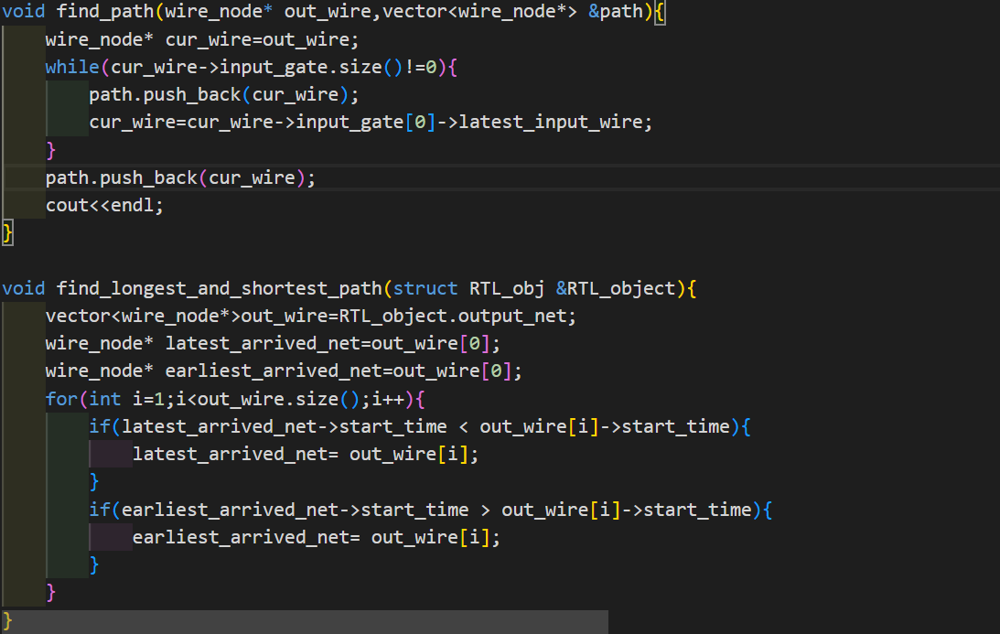 void find_path(wire_node* out_wire,vector<wire_node*> &path){
    wire_node* cur_wire=out_wire;
    while(cur_wire->input_gate.size()!=0){
        path.push_back(cur_wire);
        cur_wire=cur_wire->input_gate[0]->latest_input_wire;
    }
    path.push_back(cur_wire);
    cout<<endl;
}

void find_longest_and_shortest_path(struct RTL_obj &RTL_object){
    vector<wire_node*>out_wire=RTL_object.output_net;
    wire_node* latest_arrived_net=out_wire[0];
    wire_node* earliest_arrived_net=out_wire[0];
    for(int i=1;i<out_wire.size();i++){
        if(latest_arrived_net->start_time < out_wire[i]->start_time){
            latest_arrived_net= out_wire[i];
        }
        if(earliest_arrived_net->start_time > out_wire[i]->start_time){
            earliest_arrived_net= out_wire[i];
        }
    }
}